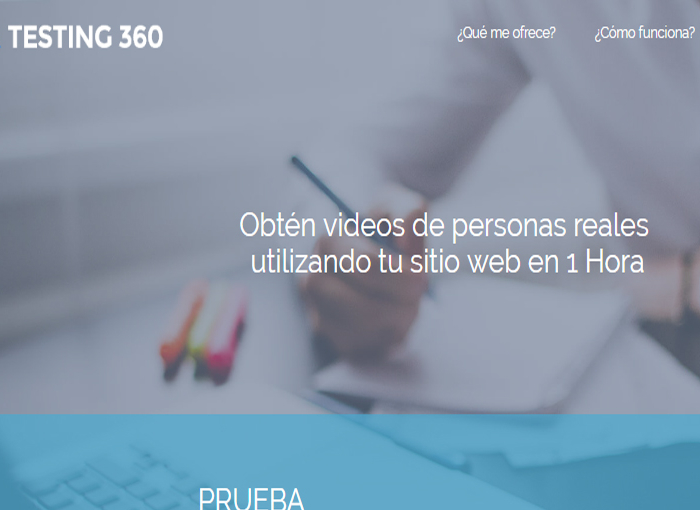 TESTING 360
¿Qué me ofrece?
¿Cómo funciona?
Obtén videos de personas reales
utilizando tu sitio web en 1 Hora
PRUEBA